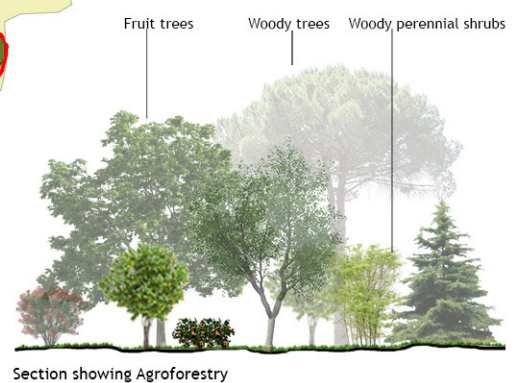 Fruit trees
Woody trees
Woody perennial shrubs
Section showing Agroforestry